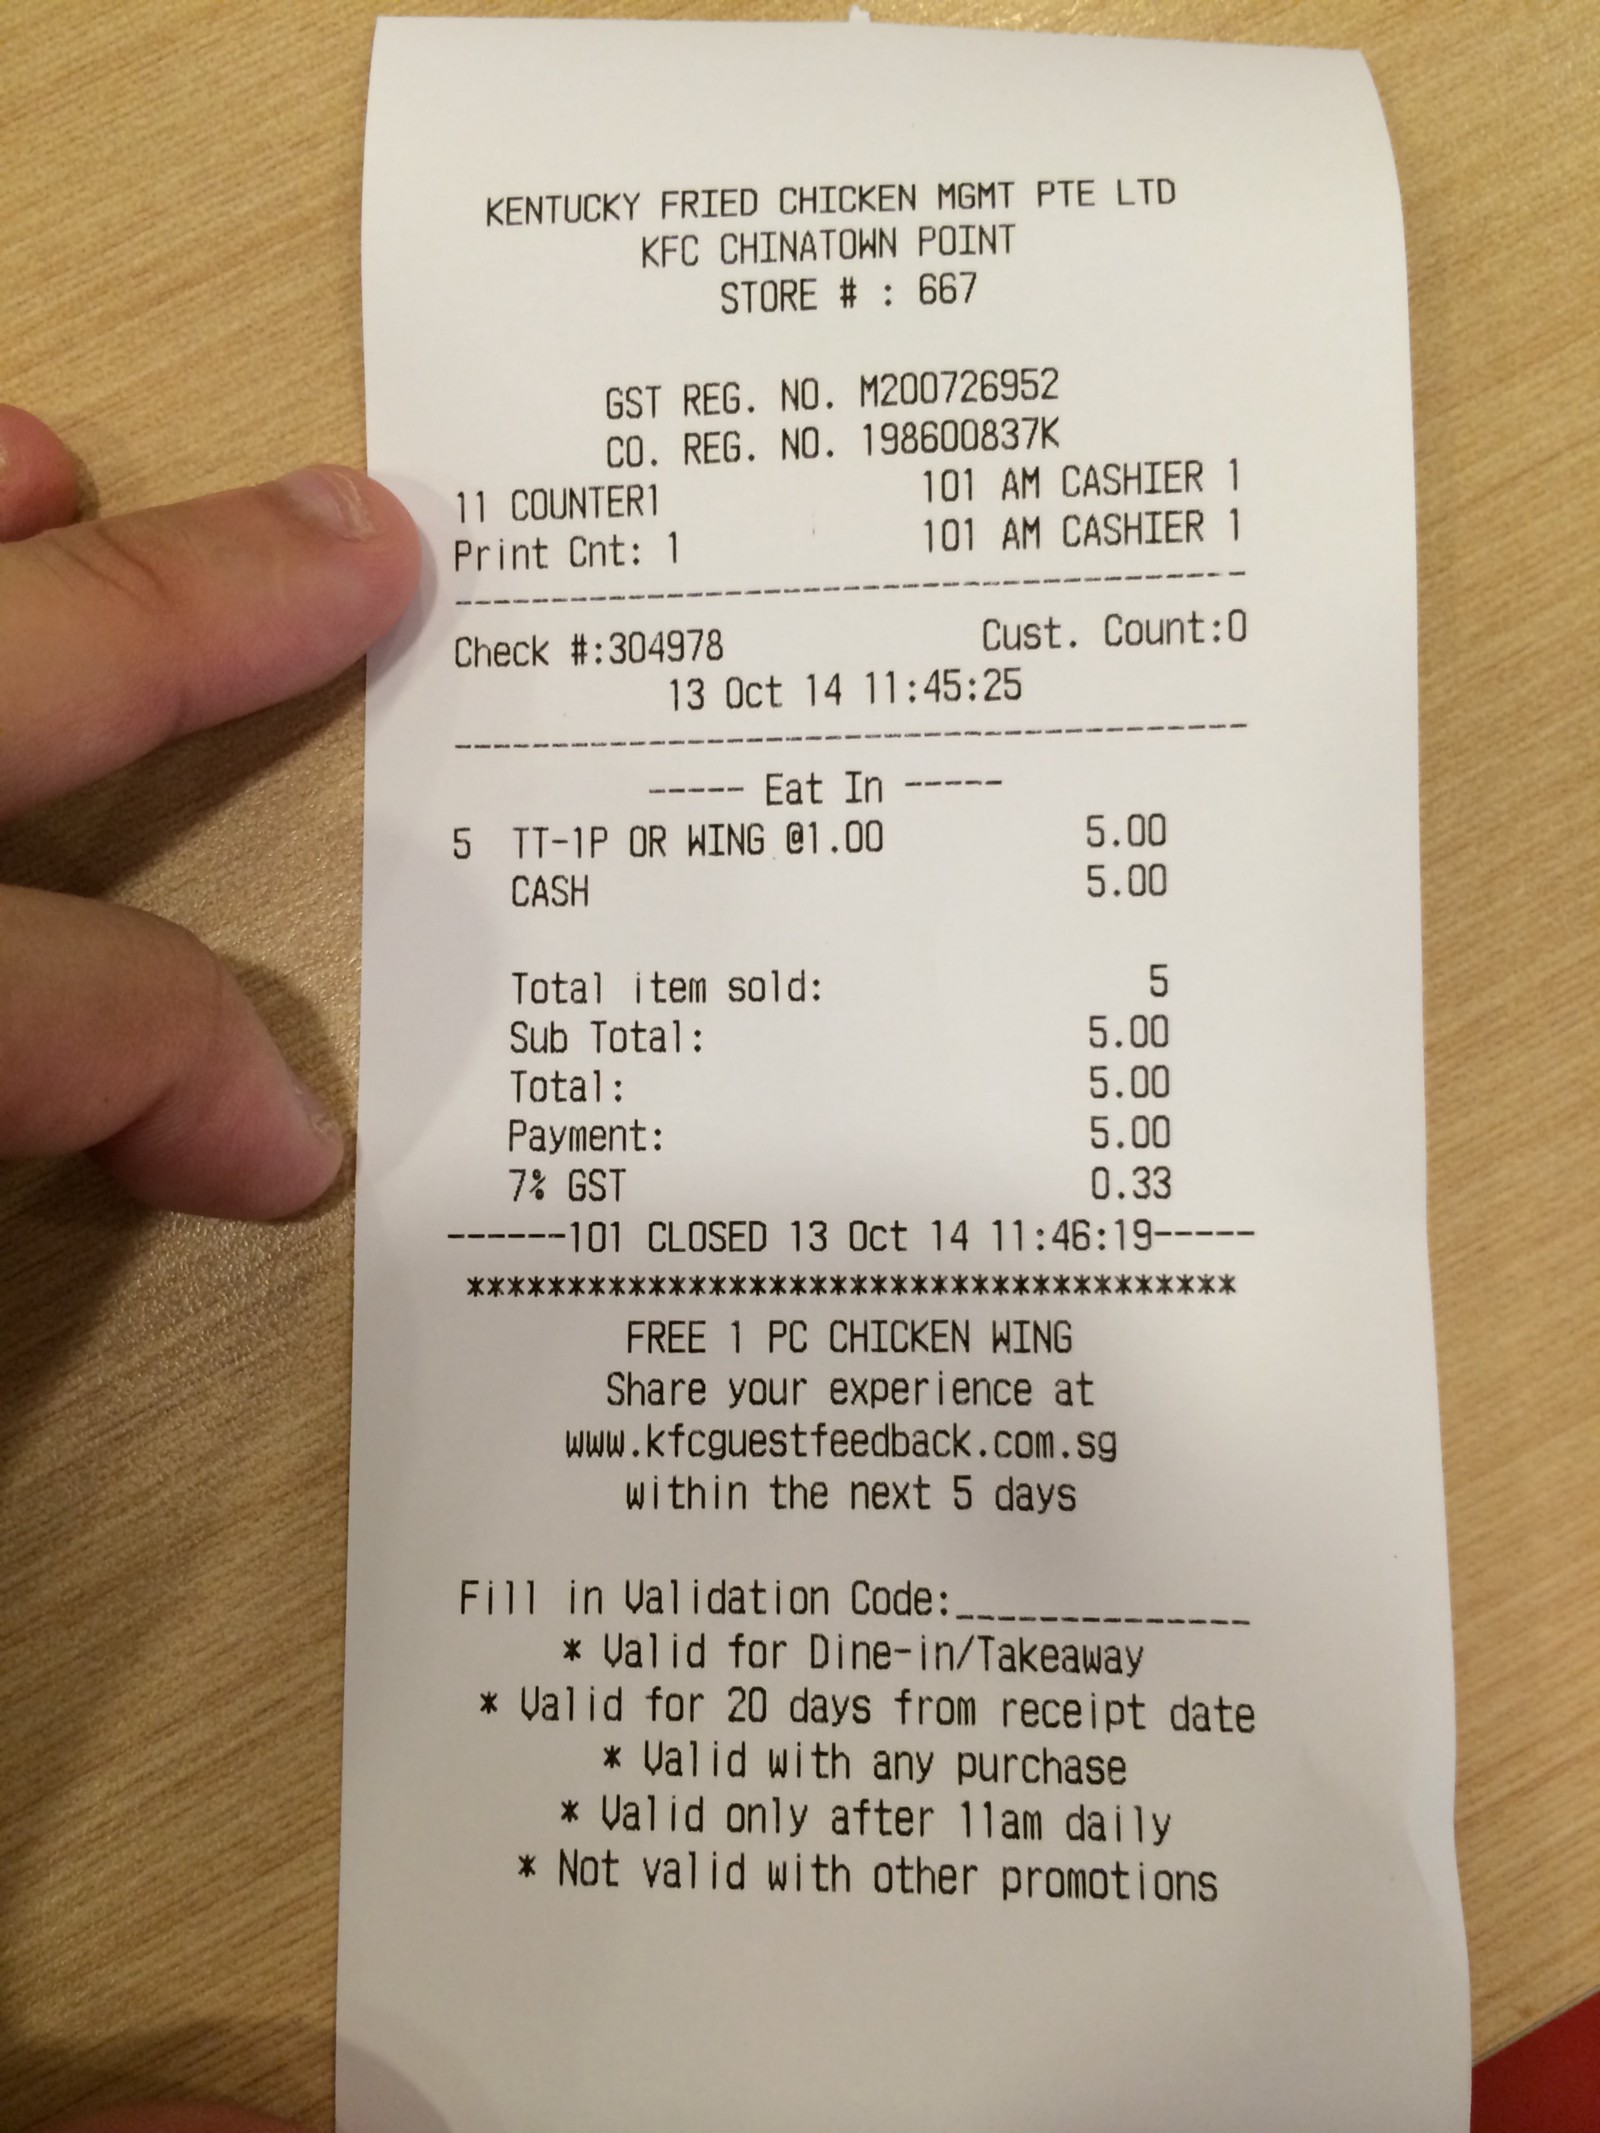 KENTUCKY FRIED CHICKEN MGMT PTE LTD
KFC CHINATOWN POINT
STORE # : 667
GST REG. NO. M200726952
CO. REG. NO. 198600837K
11 COUNTER1 101 AM CASHIER 1
Print Cnt: 1 101 AM CASHIER 1
----------------------------------------
Check #:304978 Cust. Count:0
13 Oct 14 11:45:25
----------------------------------------
----- Eat In -----
5 TT-1P OR WING @1.00 5.00
CASH 5.00
Total item sold: 5
Sub Total: 5.00
Total: 5.00
Payment: 5.00
7% GST 0.33
------101 CLOSED 13 Oct 14 11:46:19-----
***************************************
FREE 1 PC CHICKEN WING
Share your experience at
www.kfcguestfeedback.com.sg
within the next 5 days
Fill in Validation Code:_______________
* Valid for Dine-in/Takeaway
* Valid for 20 days from receipt date
* Valid with any purchase
* Valid only after 11am daily
* Not valid with other promotions